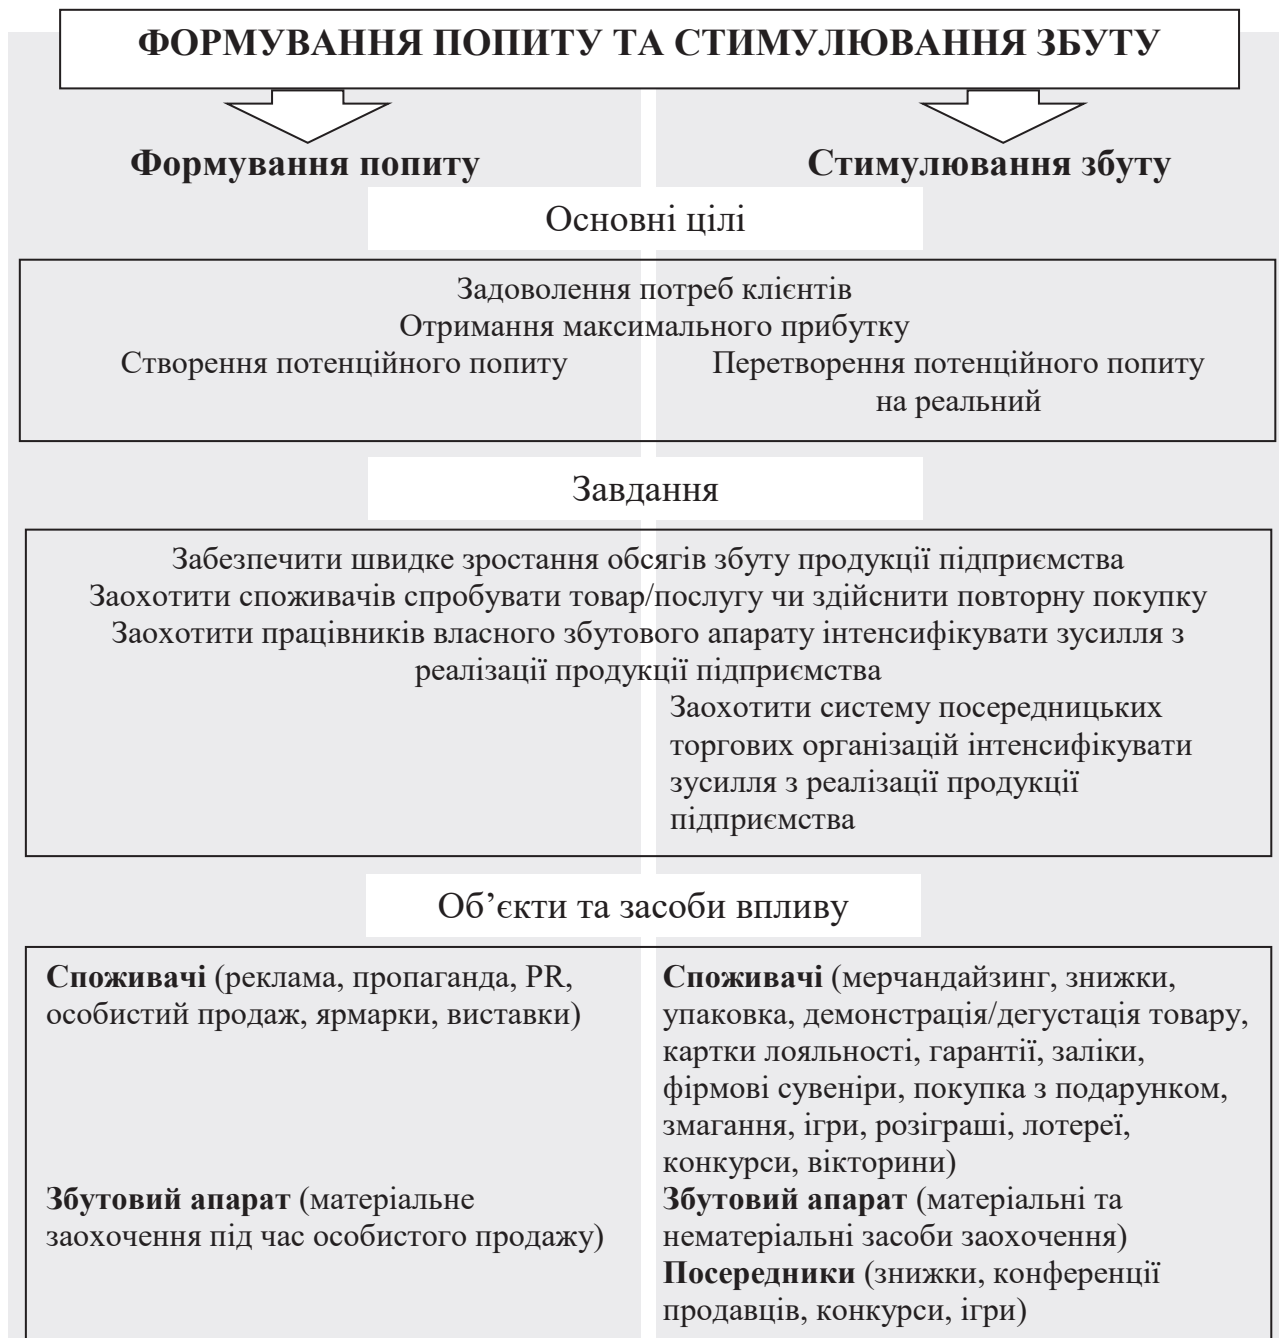 ФОРМУВАННЯ ПОПИТУ ТА СТИМУЛЮВАННЯ ЗБУТУ
Формування попиту
Стимулювання збуту
Основні цілі
Задоволення потреб клієнтів
Отримання максимального прибутку
Створення потенційного попиту
Перетворення потенційного попиту
на реальний
Завдання
Забезпечити швидке зростання обсягів збуту продукції підприємства
Заохотити споживачів спробувати товар/послугу чи здійснити повторну покупку
Заохотити працівників власного збутового апарату інтенсифікувати зусилля з
реалізації продукції підприємства
Заохотити систему посередницьких
торгових організацій інтенсифікувати
зусилля з реалізації продукції
підприємства
Об’єкти та засоби впливу
Споживачі (реклама, пропаганда, PR,
особистий продаж, ярмарки, виставки)
Збутовий апарат (матеріальне
заохочення під час особистого продажу)
Споживачі (мерчандайзинг, знижки,
упаковка, демонстрація/дегустація товару,
картки лояльності, гарантії, заліки,
фірмові сувеніри, покупка з подарунком,
змагання, ігри, розіграші, лотереї,
конкурси, вікторини)
Збутовий апарат (матеріальні та
нематеріальні засоби заохочення)
Посередники (знижки, конференції
продавців, конкурси, ігри)